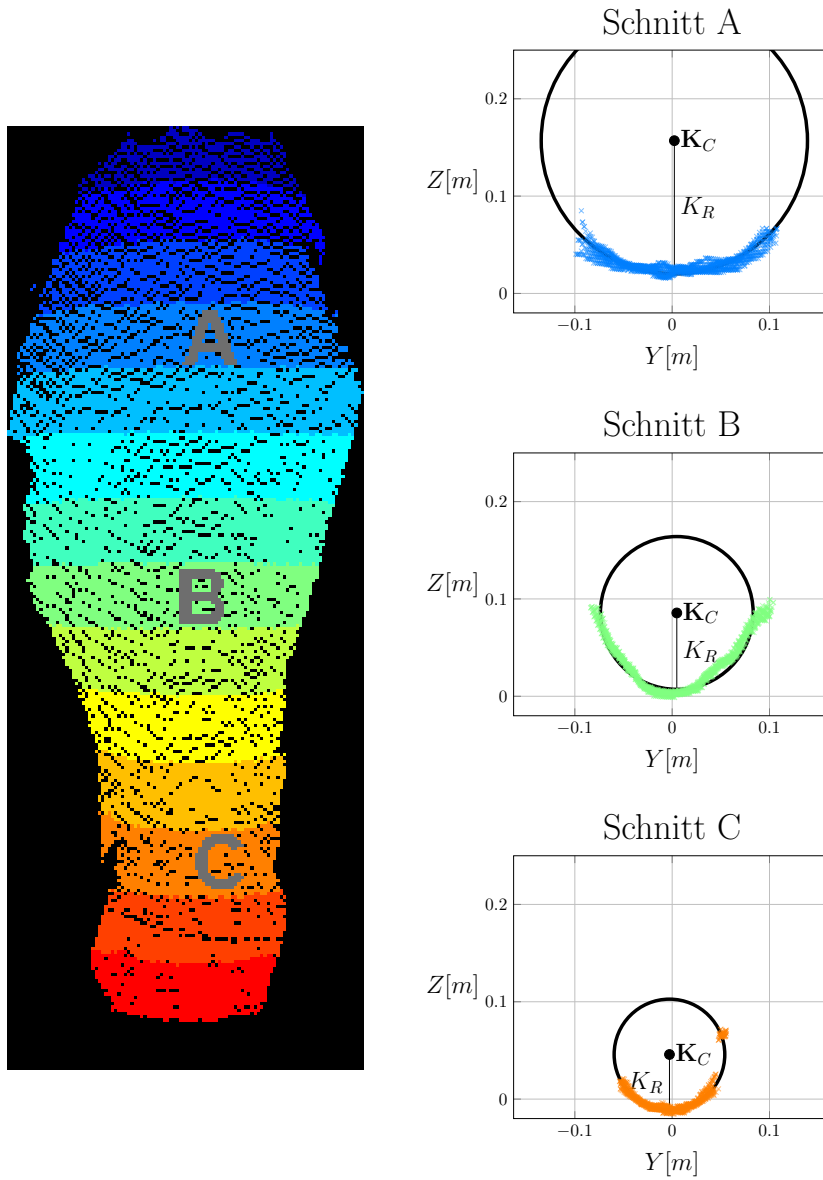 A
B
C
Schnitt A
0.2
K_C
Z[m]
0.1
K_R
0
−0.1
0
0.1
Y[m]
Schnitt B
0.2
Z[m]
0.1
K_C
K_R
0
−0.1
0
0.1
Y[m]
Schnitt C
0.2
Z[m]
0.1
K_C
K_R
0
−0.1
0
0.1
Y[m]